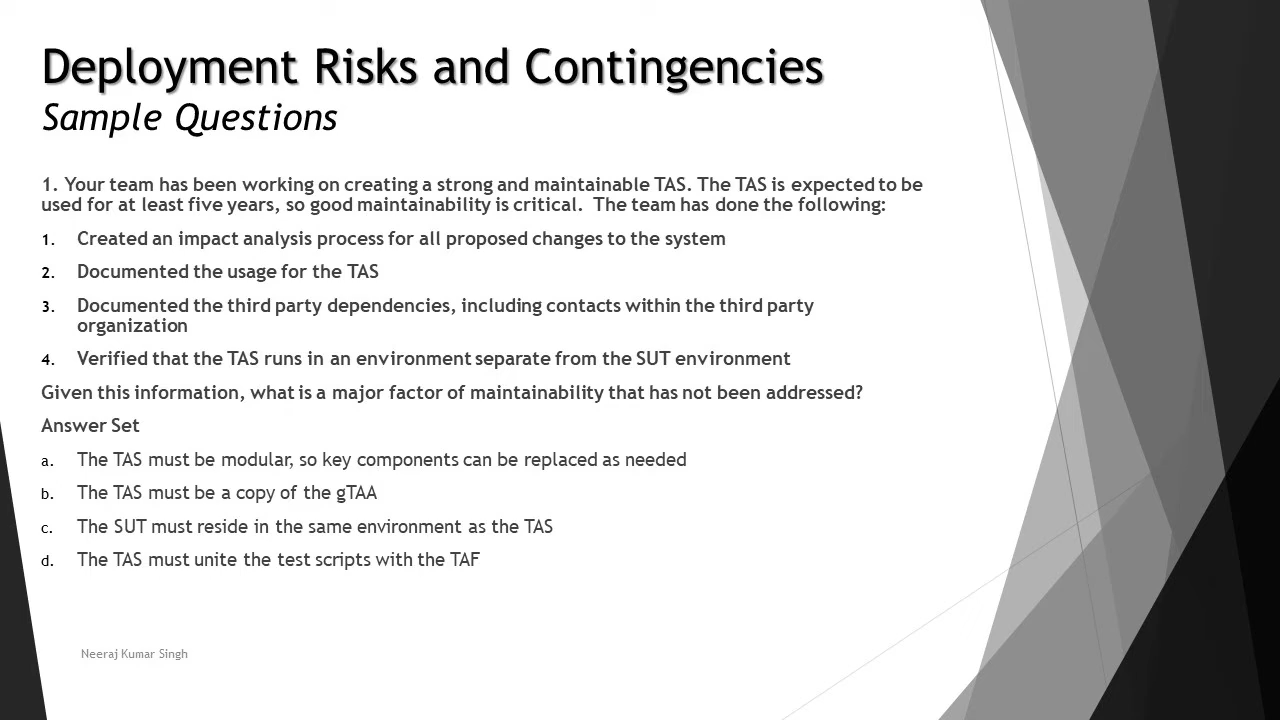 Deployment Risks and Contingencies
Sample Questions
1. Your team has been working on creating a strong and maintainable TAS. The TAS is expected to be
used for at least five years, so good maintainability is critical.  The team has done the following:
1. Created an impact analysis process for all proposed changes to the system
2. Documented the usage for the TAS
3. Documented the third party dependencies, including contacts within the third party
organization
4. Verified that the TAS runs in an environment separate from the SUT environment
Given this information, what is a major factor of maintainability that has not been addressed?
Answer Set
a. The TAS must be modular, so key components can be replaced as needed
b. The TAS must be a copy of the gTAA
c. The SUT must reside in the same environment as the TAS
d. The TAS must unite the test scripts with the TAF
Neeraj Kumar Singh